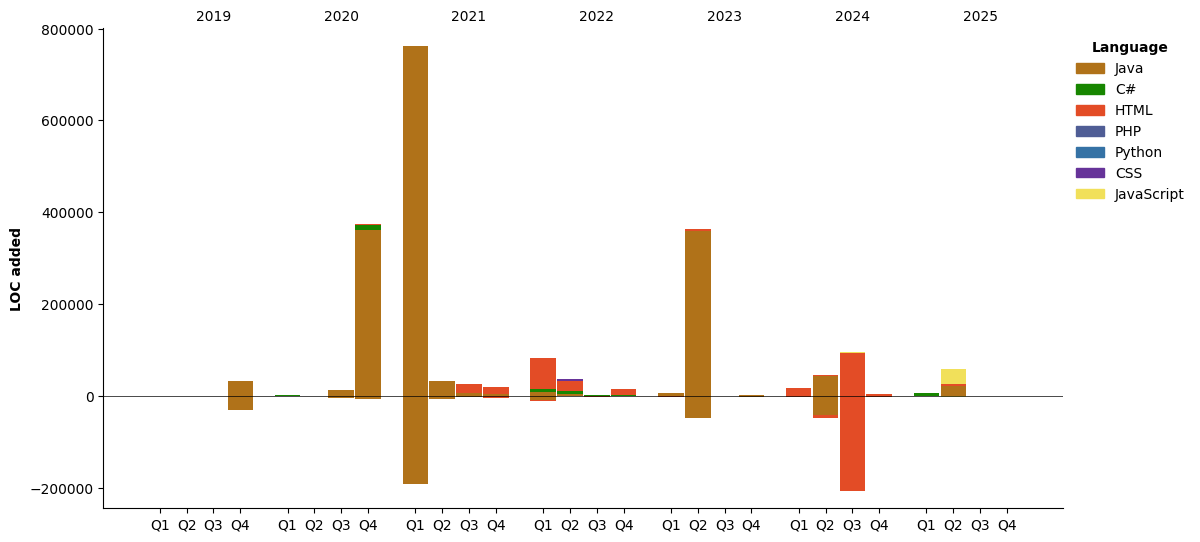 2019 2020 2021 2022 2023 2024 2025
800000
600000
400000
200000
0
−200000
LOC added
Q1 Q2 Q3 Q4 Q1 Q2 Q3 Q4 Q1 Q2 Q3 Q4 Q1 Q2 Q3 Q4 Q1 Q2 Q3 Q4 Q1 Q2 Q3 Q4 Q1 Q2 Q3 Q4
Language
Java
C#
HTML
PHP
Python
CSS
JavaScript